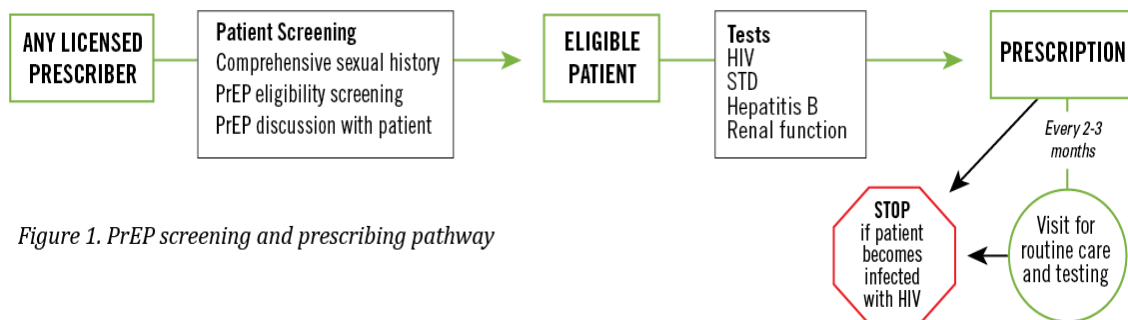 ANY LICENSED
PRESCRIBER
Patient Screening
Comprehensive sexual history
PrEP eligibility screening
PrEP discussion with patient
ELIGIBLE
PATIENT
Tests
HIV
STD
Hepatitis B
Renal function
PRESCRIPTION
Every 2-3
months
STOP
if patient
becomes
infected
with HIV
Visit for
routine care
and testing
Figure 1. PrEP screening and prescribing pathway